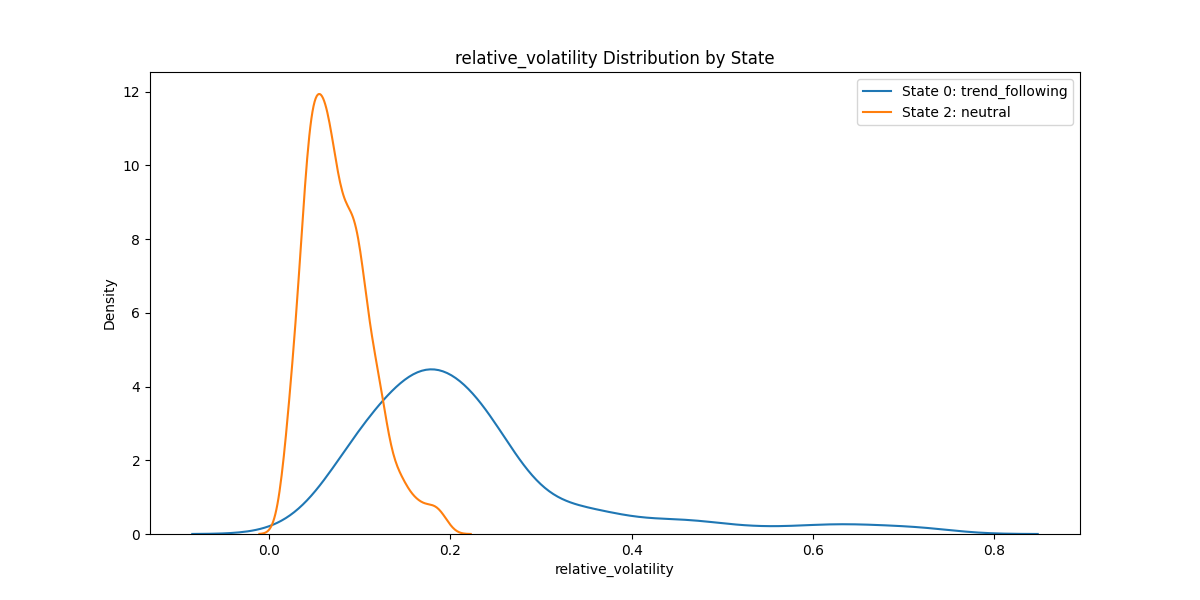 relative_volatility Distribution by State
State 0: trend_following
State 2: neutral
Density
12
10
8
6
4
2
0
0.0 0.2 0.4 0.6 0.8
relative_volatility